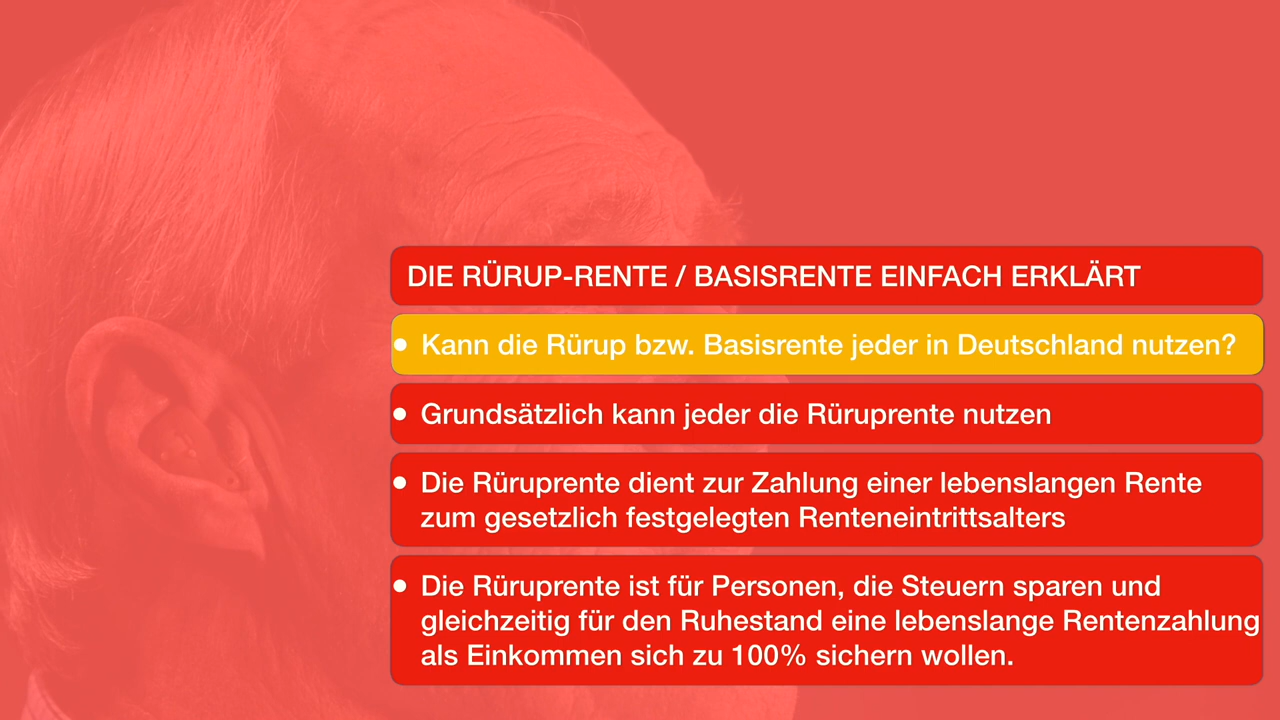 DIE RÜRUP-RENTE / BASISRENTE EINFACH ERKLÄRT
• Kann die Rürup bzw. Basisrente jeder in Deutschland nutzen?
• Grundsätzlich kann jeder die Rüruprente nutzen
• Die Rüruprente dient zur Zahlung einer lebenslangen Rente
zum gesetzlich festgelegten Renteneintrittsalters
• Die Rüruprente ist für Personen, die Steuern sparen und
gleichzeitig für den Ruhestand eine lebenslange Rentenzahlung
als Einkommen sich zu 100% sichern wollen.